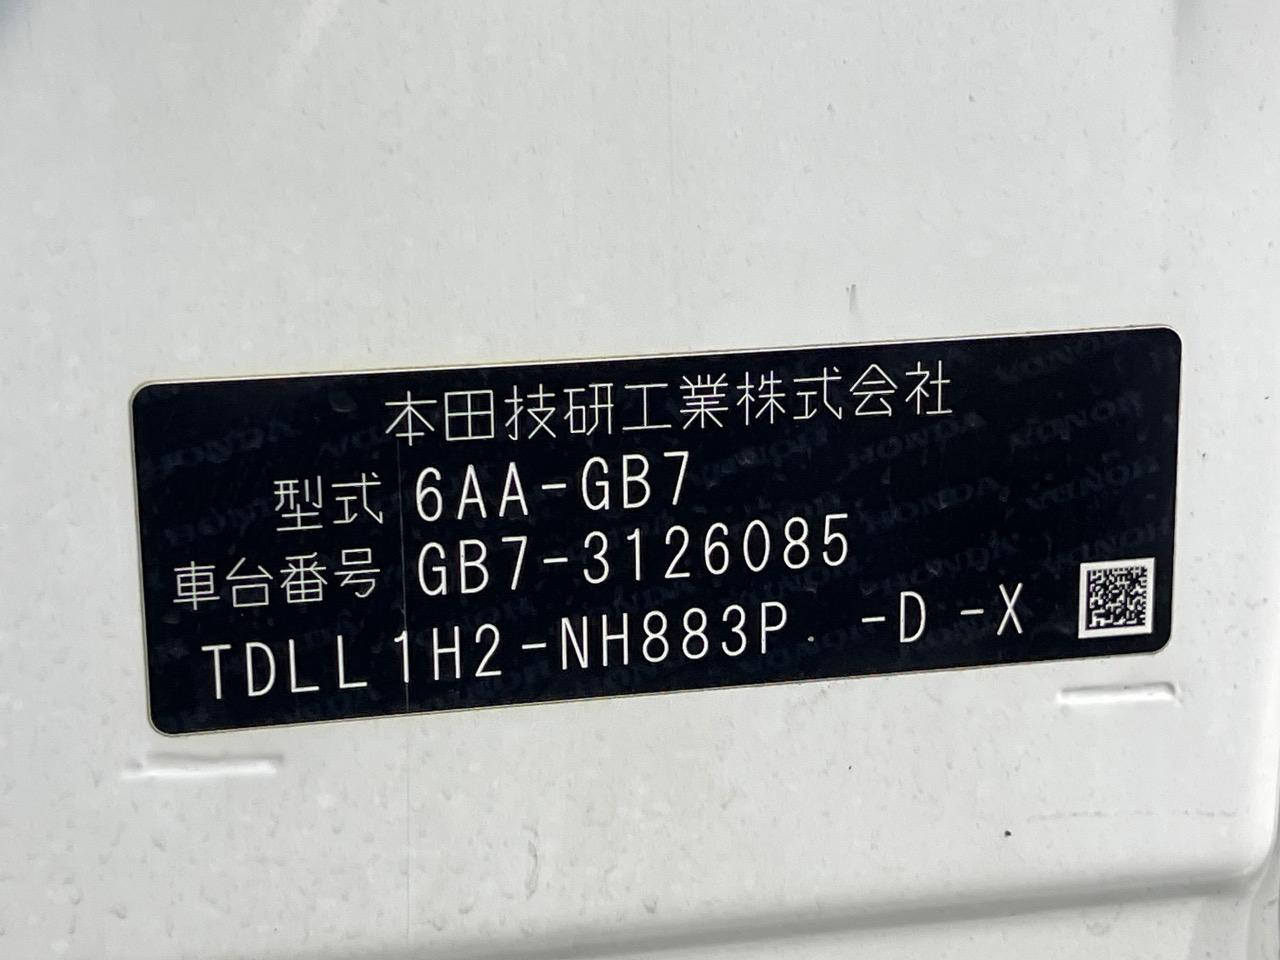 本田技研工業株式会社
型式 6AA-GB7
車台番号 GB7-3126085
TDLL1H2-NH883P. -D -X